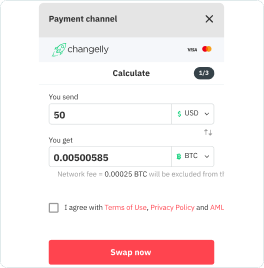 Payment channel
changelly
VISA
Calculate
1/3
You send
50
$ USD
You get
0.00500585
BTC
Network fee = 0.00025 BTC will be excluded from th
I agree with Terms of Use, Privacy Policy and AML
Swap now